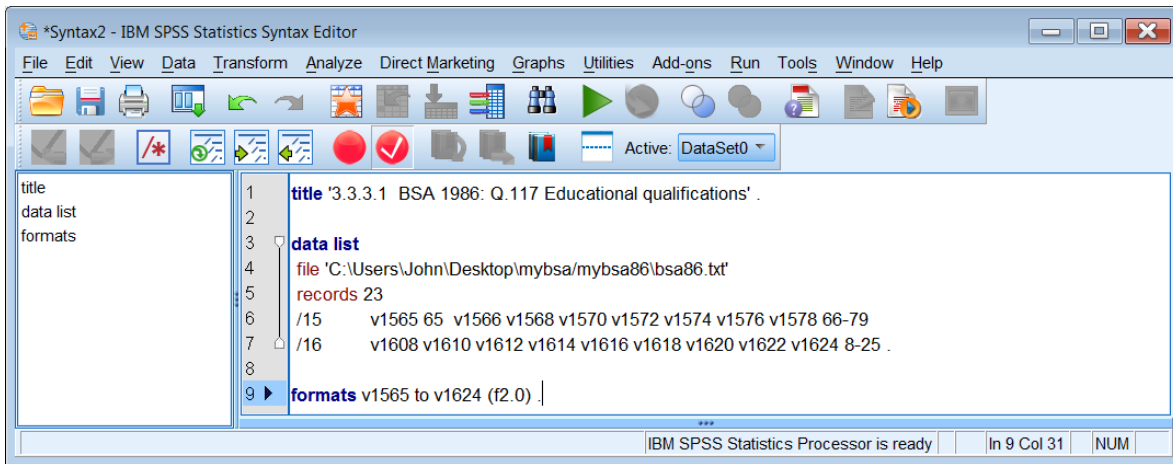 *Syntax2 - IBM SPSS Statistics Syntax Editor
File Edit View Data Transform Analyze Direct Marketing Graphs Utilities Add-ons Run Tools Window Help
/* Active: DataSet0
title
data list
formats
1 title '3.3.3.1  BSA 1986: Q.117 Educational qualifications' .
2
3 data list
4 file 'C:\Users\John\Desktop\mybsa/mybsa86\bsa86.txt'
5 records 23
6 /15 v1565 65  v1566 v1568 v1570 v1572 v1574 v1576 v1578 66-79
7 /16 v1608 v1610 v1612 v1614 v1616 v1618 v1620 v1622 v1624 8-25 .
8
9 formats v1565 to v1624 (f2.0) .
IBM SPSS Statistics Processor is ready In 9 Col 31 NUM